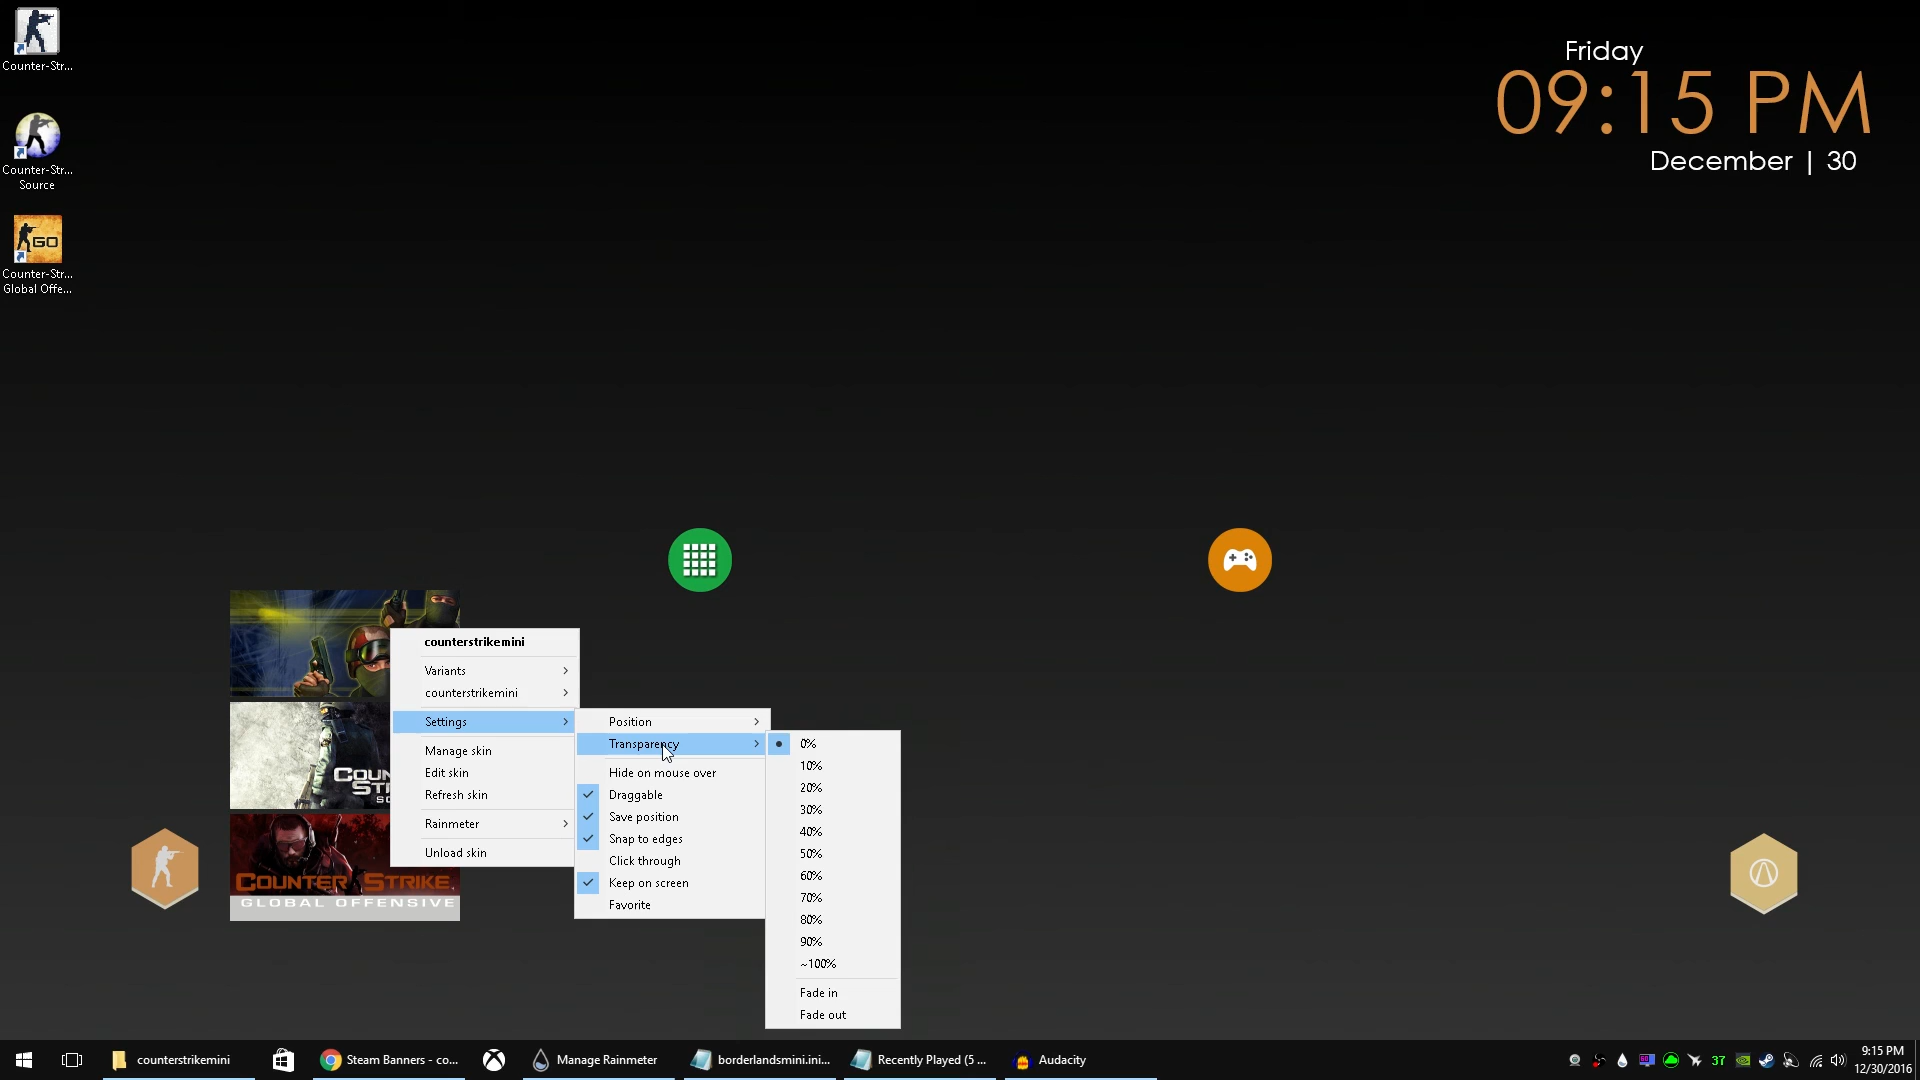 Counter-Str...
Counter-Str...
Source
GO
Counter-Str...
Global Offe...
Friday
09:15 PM
December | 30
counterstrikemini
Variants
counterstrikemini
Settings
Manage skin
Edit skin
Refresh skin
Rainmeter
Unload skin
Position
Transparency
Hide on mouse over
Draggable
Save position
Snap to edges
Click through
Keep on screen
Favorite
0%
10%
20%
30%
40%
50%
60%
70%
80%
90%
~100%
Fade in
Fade out
COUNTER STRIKE
GLOBAL OFFENSIVE
counterstrikemini
Steam Banners - co...
Manage Rainmeter
borderlandsmini.ini...
Recently Played (5 ...
Audacity
37
9:15 PM
12/30/2016